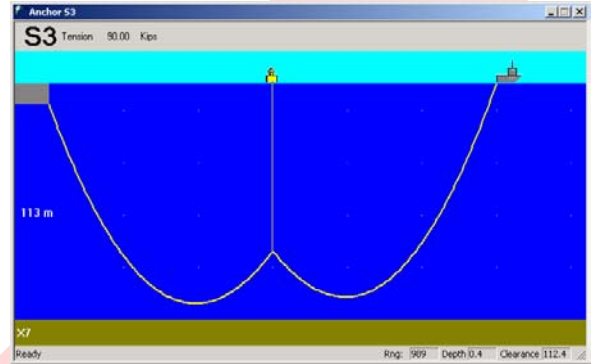 Anchor S3
S3 Tension 90.00 Kips
113 m
X7
Ready Rng: 989 Depth 0.4 Clearance 112.4